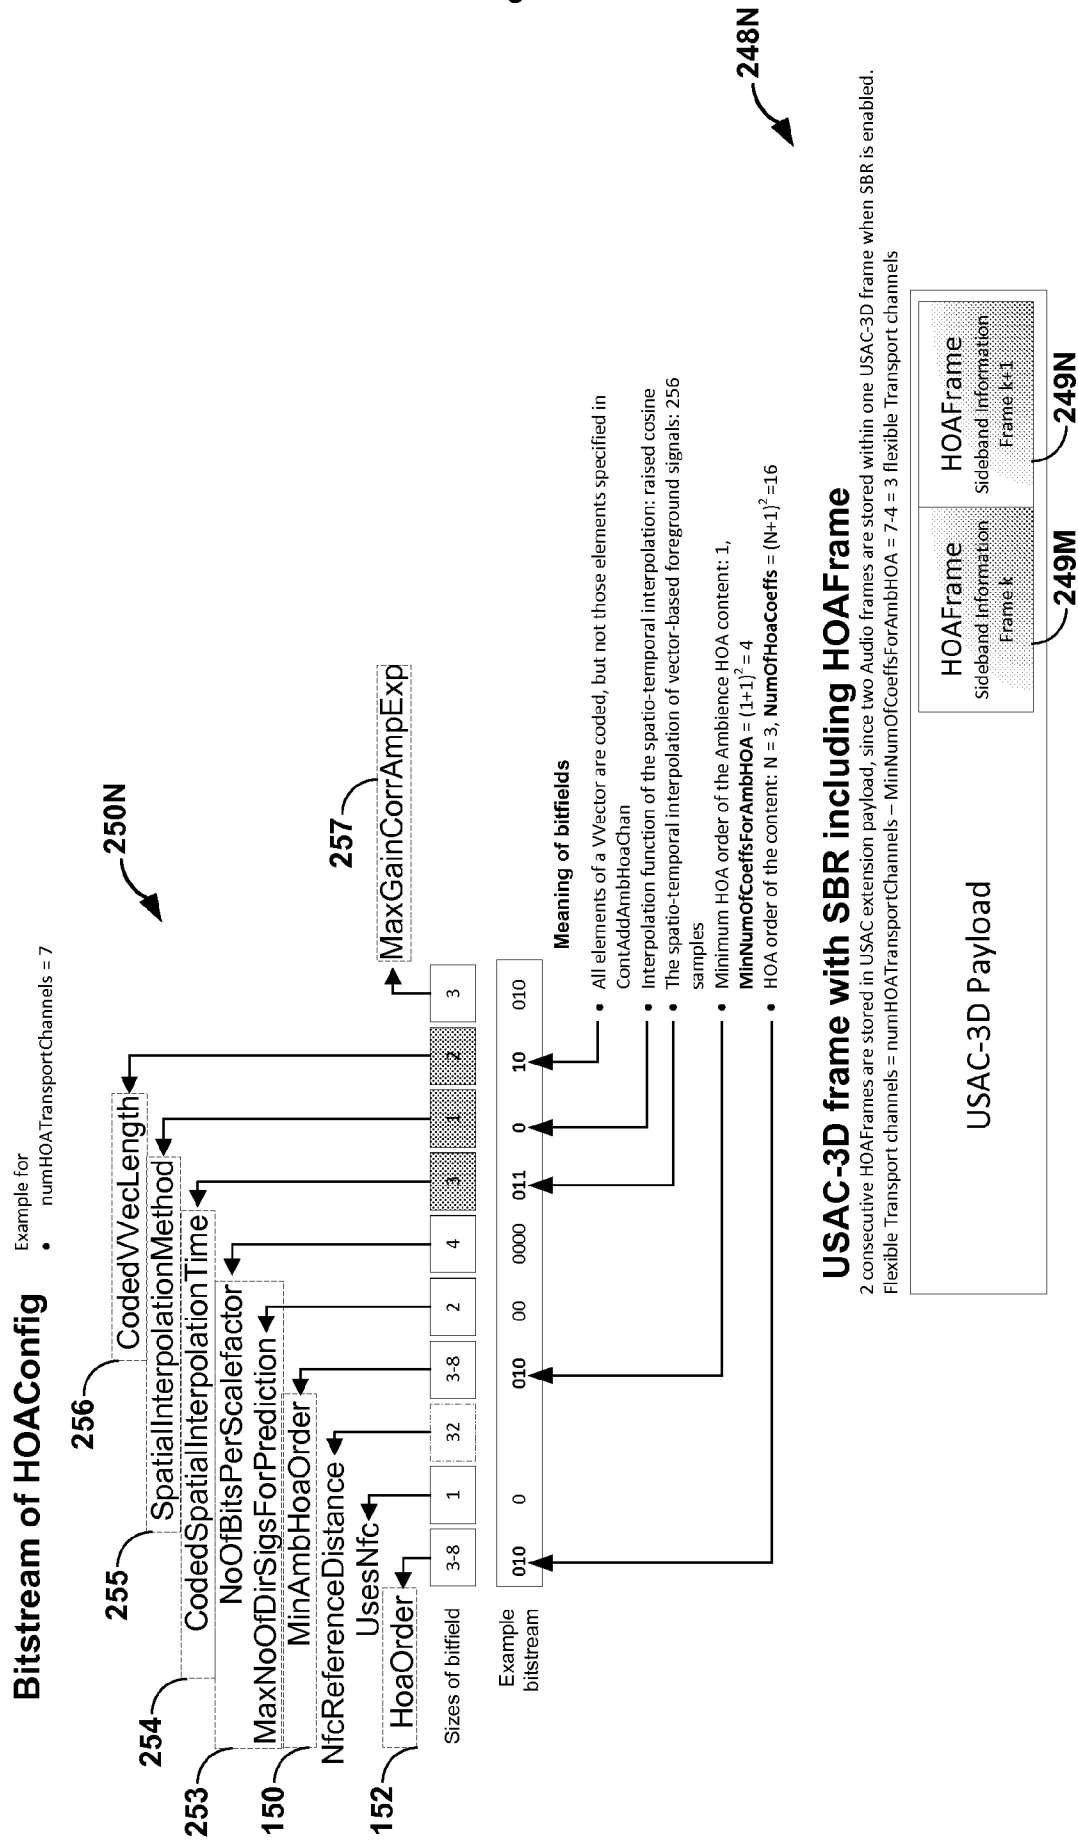 Bitstream of HOAConfig
Example for
• numHOATransportChannels = 7
250N
256
CodedVVecLength
255
SpatialInterpolationMethod
254
CodedSpatialInterpolationTime
253
NoOfBitsPerScalefactor
MaxNoOfDirSigsForPrediction
150
MinAmbHoaOrder
NfcReferenceDistance
UsesNfc
152
HoaOrder
257
MaxGainCorrAmpExp
Sizes of bitfield
3-8 1 32 3-8 2 4 3 1 2 3
Example
bitstream
010 0 010 00 0000 011 0 10 010
Meaning of bitfields
• All elements of a VVector are coded, but not those elements specified in
ContAddAmbHoaChan
• Interpolation function of the spatio-temporal interpolation: raised cosine
• The spatio-temporal interpolation of vector-based foreground signals: 256
samples
• Minimum HOA order of the Ambience HOA content: 1,
MinNumOfCoeffsForAmbHOA = (1+1)² = 4
• HOA order of the content: N = 3, NumOfHoaCoeffs = (N+1)² =16
248N
USAC-3D frame with SBR including HOAFrame
2 consecutive HOAFrames are stored in USAC extension payload, since two Audio frames are stored within one USAC-3D frame when SBR is enabled.
Flexible Transport channels = numHOATransportChannels – MinNumOfCoeffsForAmbHOA = 7-4 = 3 flexible Transport channels
USAC-3D Payload
HOAFrame
Sideband Information
Frame k
HOAFrame
Sideband Information
Frame k+1
249M
249N